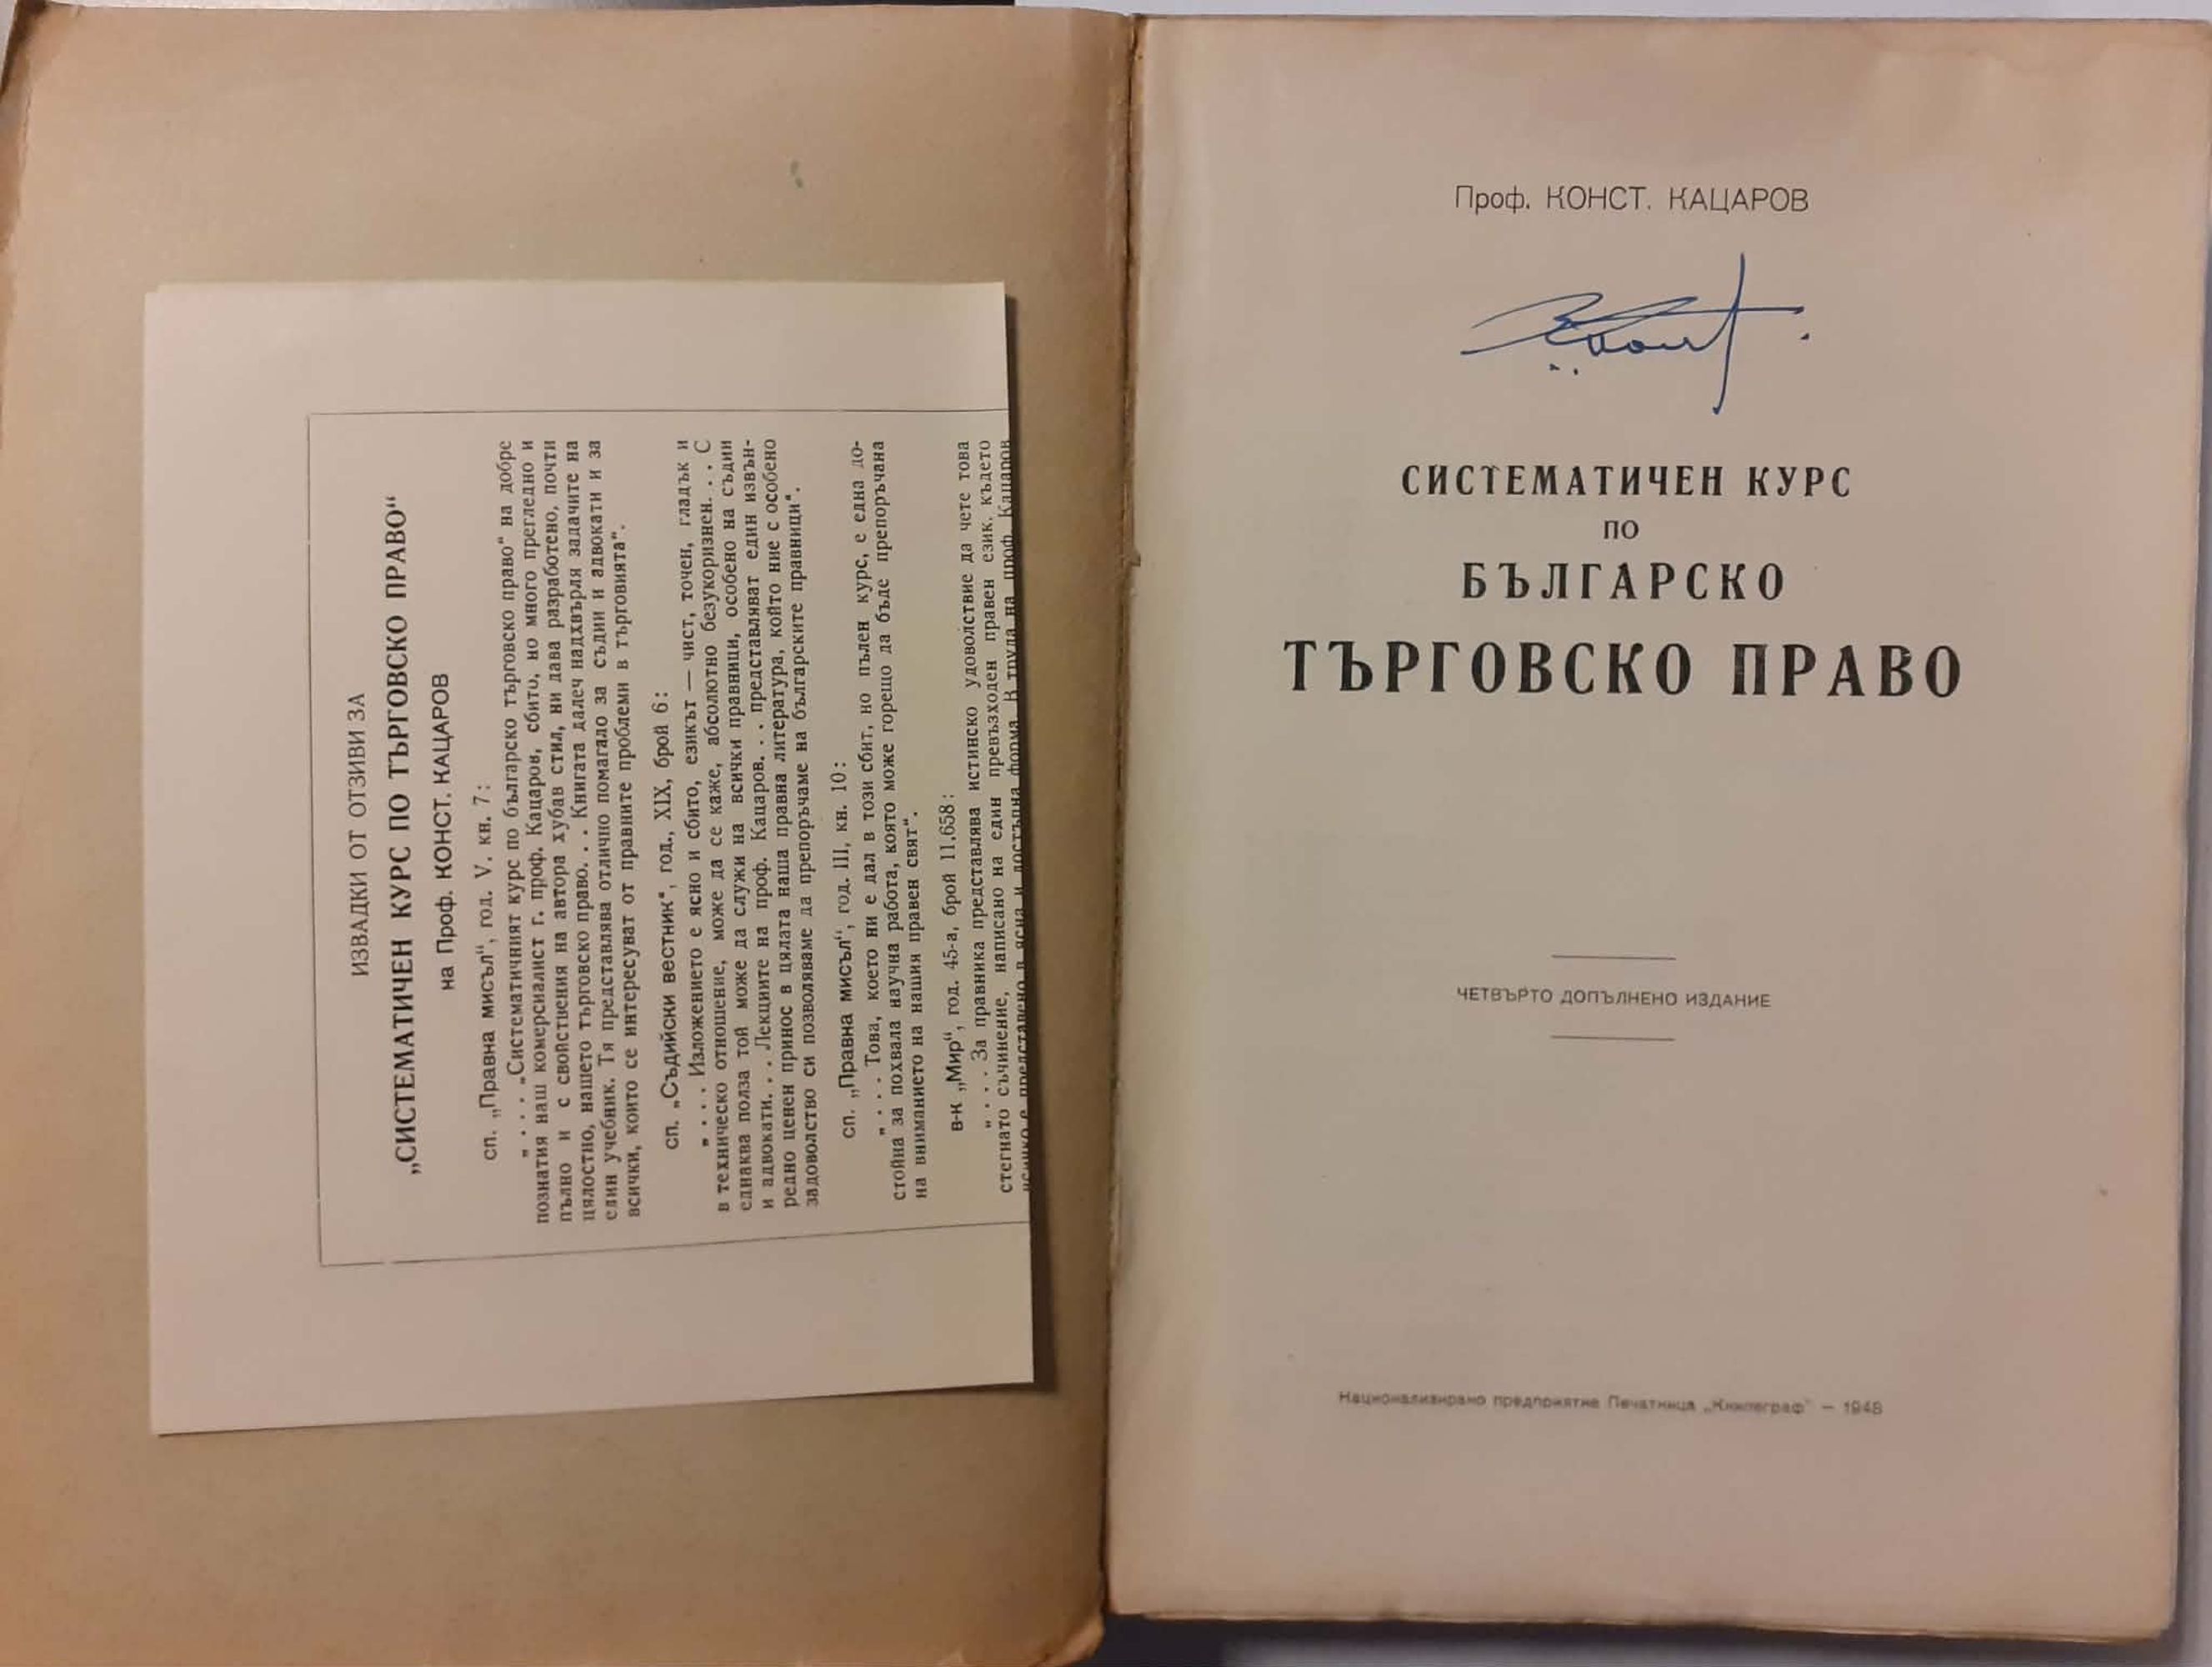 ИЗВАДКИ ОТ ОТЗИВИ ЗА
„СИСТЕМАТИЧЕН КУРС ПО ТЪРГОВСКО ПРАВО“
на Проф. КОНСТ. КАЦАРОВ
сп. „Правна мисъл“, год. V. кн. 7:
„ . . . „Систематичният курс по българско търговско право“ на добре
познатия наш комерсиалист г. проф. Кацаров, сбито, но много прегледно и
пълно и с свойствения на автора хубав стил, ни дава разработено, почти
цялостно, нашето търговско право. . . Книгата далеч надхвърля задачите на
един учебник. Тя представлява отлично помагало за съдии и адвокати и за
всички, които се интересуват от правните проблеми в търговията“.
сп. „Съдийски вестник“, год., XIX, брой 6:
„ . . . Изложението е ясно и сбито, езикът — чист, точен, гладък и
в техническо отношение, може да се каже, абсолютно безукоризнен. . . С
еднаква полза той може да служи на всички правници, особено на съдии
и адвокати. . . Лекциите на проф. Кацаров. . . представляват един извън-
редно ценен принос в цялата наша правна литература, който ние с особено
задоволство си позволяваме да препоръчаме на българските правници“.
сп. „Правна мисъл“, год. III, кн. 10:
„ . . . Това, което ни е дал в този сбит, но пълен курс, е една до-
стойна за похвала научна работа, която може горещо да бъде препоръчана
на вниманието на нашия правен свят“.
в-к „Мир“, год. 45-а, брой 11.658:
„ . . . За правника представлява истинско удоволствие да чете това
стегнато съчинение, написано на един превъзходен правен език. където
всичко е представено в ясна и достъпна форма. В труда на проф. Кацаров
Проф. КОНСТ. КАЦАРОВ
СИСТЕМАТИЧЕН КУРС
ПО
БЪЛГАРСКО
ТЪРГОВСКО ПРАВО
ЧЕТВЪРТО ДОПЪЛНЕНО ИЗДАНИЕ
Национализирано предприятие Печатница „Книпеграф“ — 1948